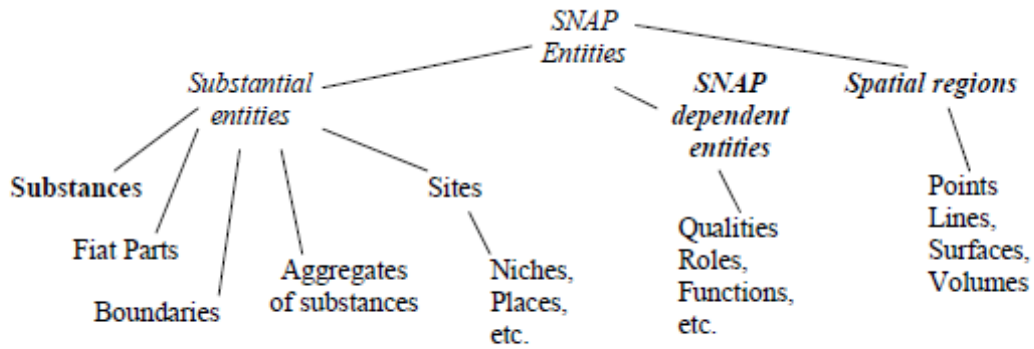 SNAP
Entities
Substantial
entities
SNAP
dependent
entities
Spatial regions
Substances
Fiat Parts
Boundaries
Aggregates
of substances
Sites
Niches,
Places,
etc.
Qualities
Roles,
Functions,
etc.
Points
Lines,
Surfaces,
Volumes